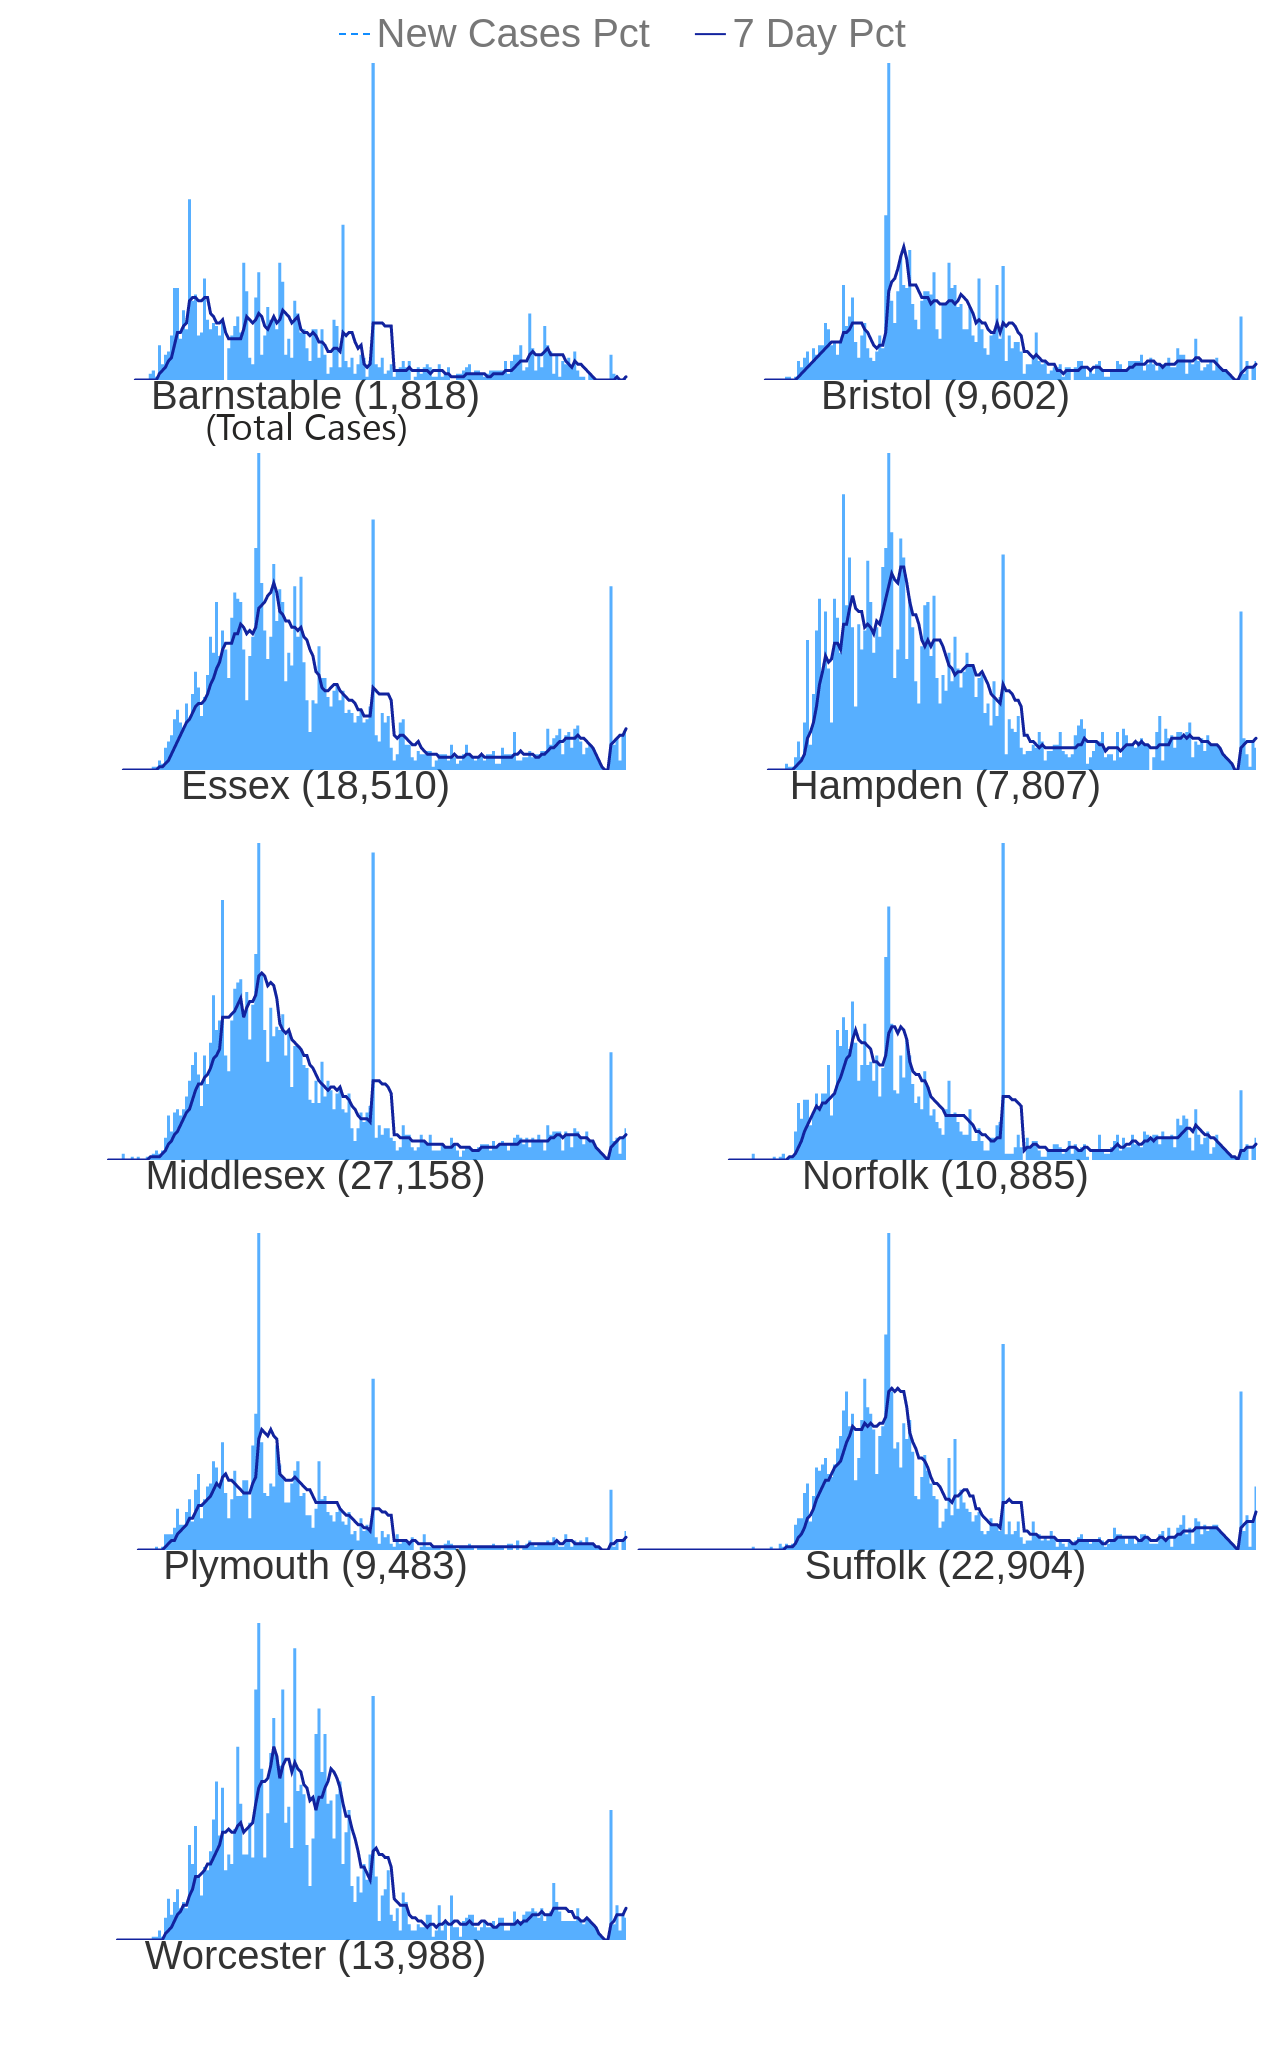 New Cases Pct 7 Day Pct
Barnstable (1,818) Bristol (9,602)
(Total Cases)
Essex (18,510) Hampden (7,807)
Middlesex (27,158) Norfolk (10,885)
Plymouth (9,483) Suffolk (22,904)
Worcester (13,988)